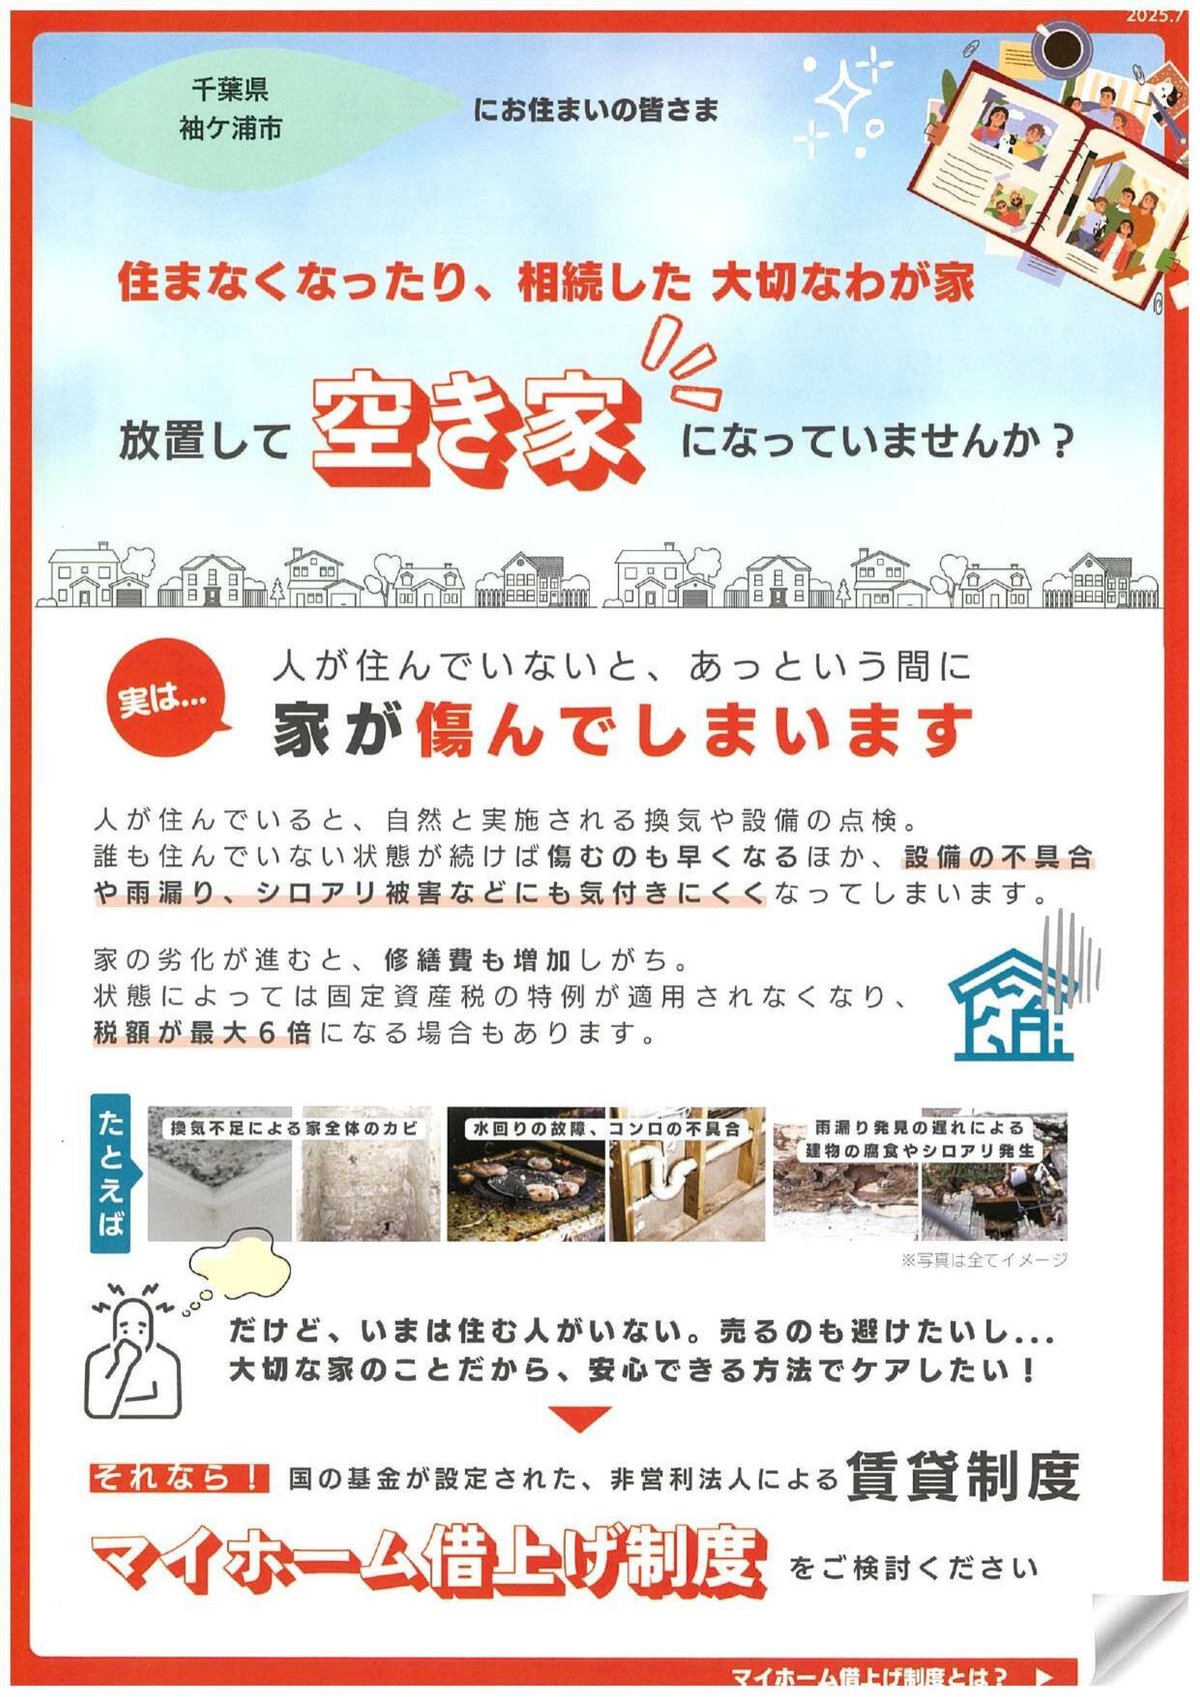 2025.7
千葉県
袖ケ浦市
にお住まいの皆さま
住まなくなったり、相続した 大切なわが家
放置して 空き家 になっていませんか？
実は...
人が住んでいないと、あっという間に
家が傷んでしまいます
人が住んでいると、自然と実施される換気や設備の点検。
誰も住んでいない状態が続けば傷むのも早くなるほか、設備の不具合
や雨漏り、シロアリ被害などにも気付きにくくなってしまいます。
家の劣化が進むと、修繕費も増加しがち。
状態によっては固定資産税の特例が適用されなくなり、
税額が最大６倍になる場合もあります。
たとえば
換気不足による家全体のカビ
水回りの故障、コンロの不具合
雨漏り発見の遅れによる
建物の腐食やシロアリ発生
※写真は全てイメージ
だけど、いまは住む人がいない。売るのも避けたいし...
大切な家のことだから、安心できる方法でケアしたい！
それなら！ 国の基金が設定された、非営利法人による賃貸制度
マイホーム借上げ制度 をご検討ください
マイホーム借上げ制度とは？ ▶